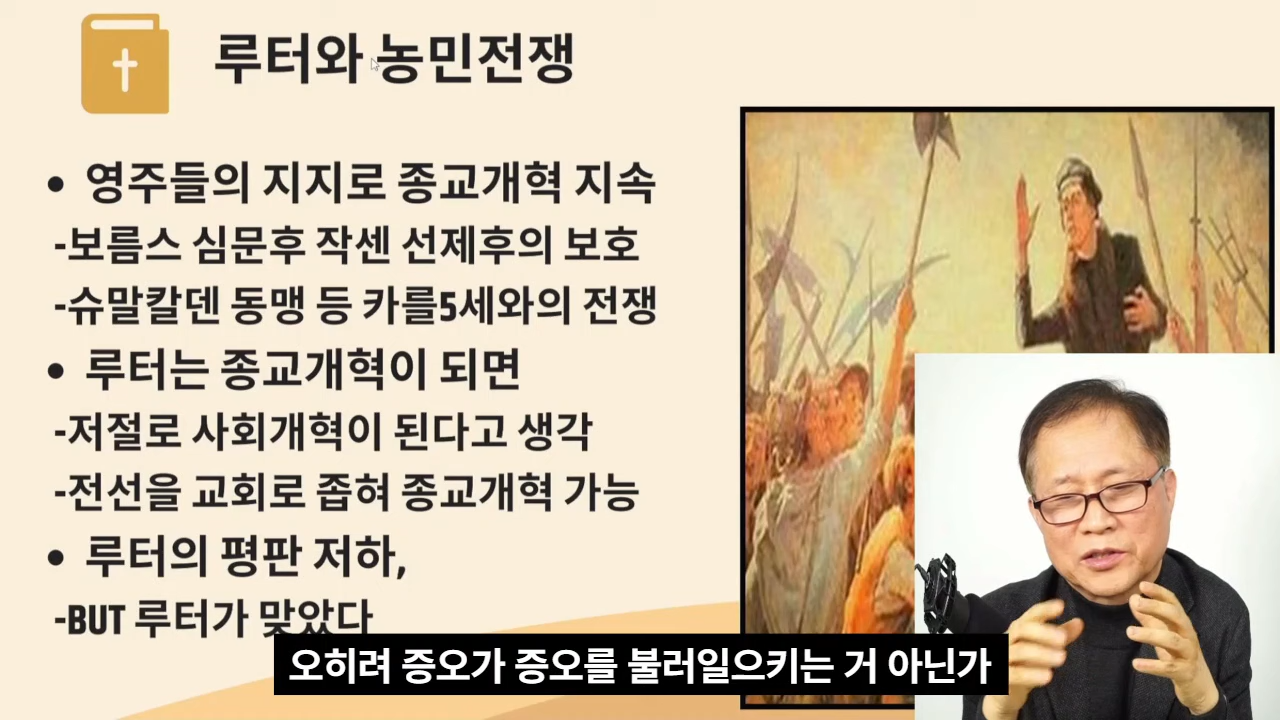 루터와 농민전쟁
• 영주들의 지지로 종교개혁 지속
-보름스 심문후 작센 선제후의 보호
-슈말칼덴 동맹 등 카를5세와의 전쟁
• 루터는 종교개혁이 되면
-저절로 사회개혁이 된다고 생각
-전선을 교회로 좁혀 종교개혁 가능
• 루터의 평판 저하,
-BUT 루터가 맞았다
오히려 증오가 증오를 불러일으키는 거 아닌가